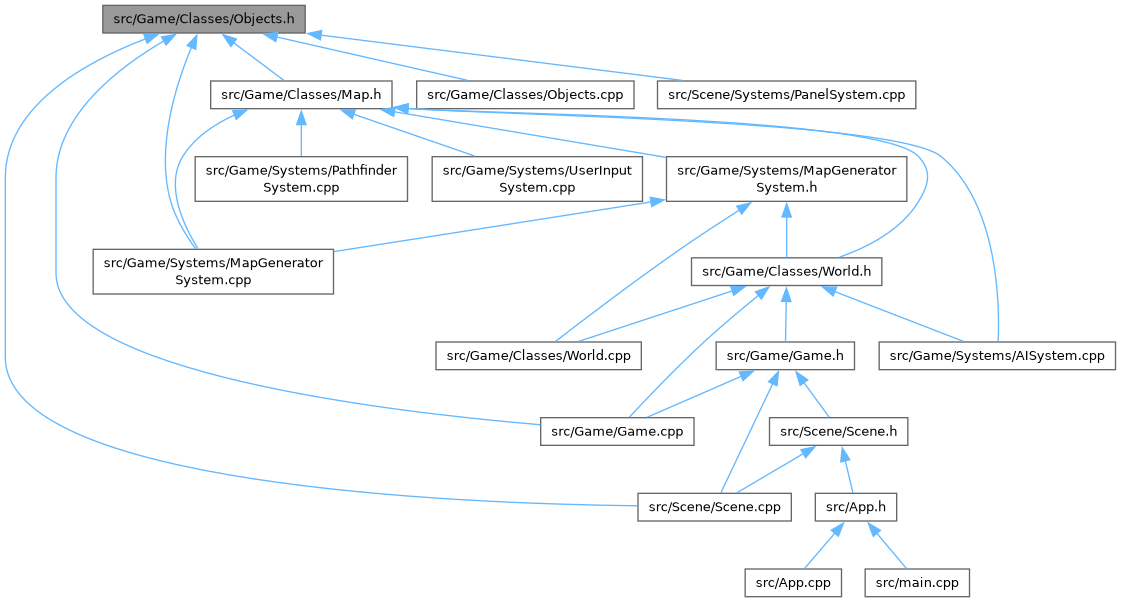 src/Game/Classes/Objects.h
src/Game/Classes/Map.h
src/Game/Classes/Objects.cpp
src/Scene/Systems/PanelSystem.cpp
src/Game/Systems/Pathfinder
System.cpp
src/Game/Systems/UserInput
System.cpp
src/Game/Systems/MapGenerator
System.h
src/Game/Systems/MapGenerator
System.cpp
src/Game/Classes/World.h
src/Game/Classes/World.cpp
src/Game/Game.h
src/Game/Systems/AISystem.cpp
src/Game/Game.cpp
src/Scene/Scene.h
src/Scene/Scene.cpp
src/App.h
src/App.cpp
src/main.cpp